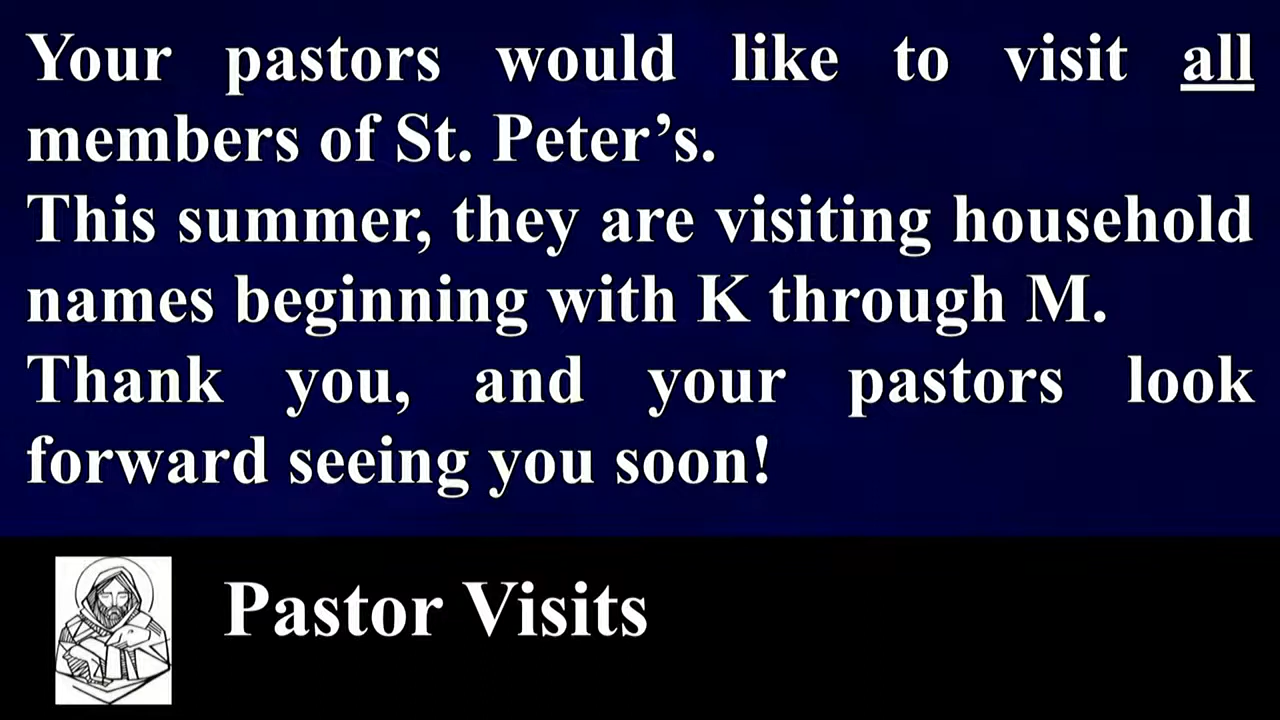 Your pastors would like to visit all
members of St. Peter’s.
This summer, they are visiting household
names beginning with K through M.
Thank you, and your pastors look
forward seeing you soon!
Pastor Visits